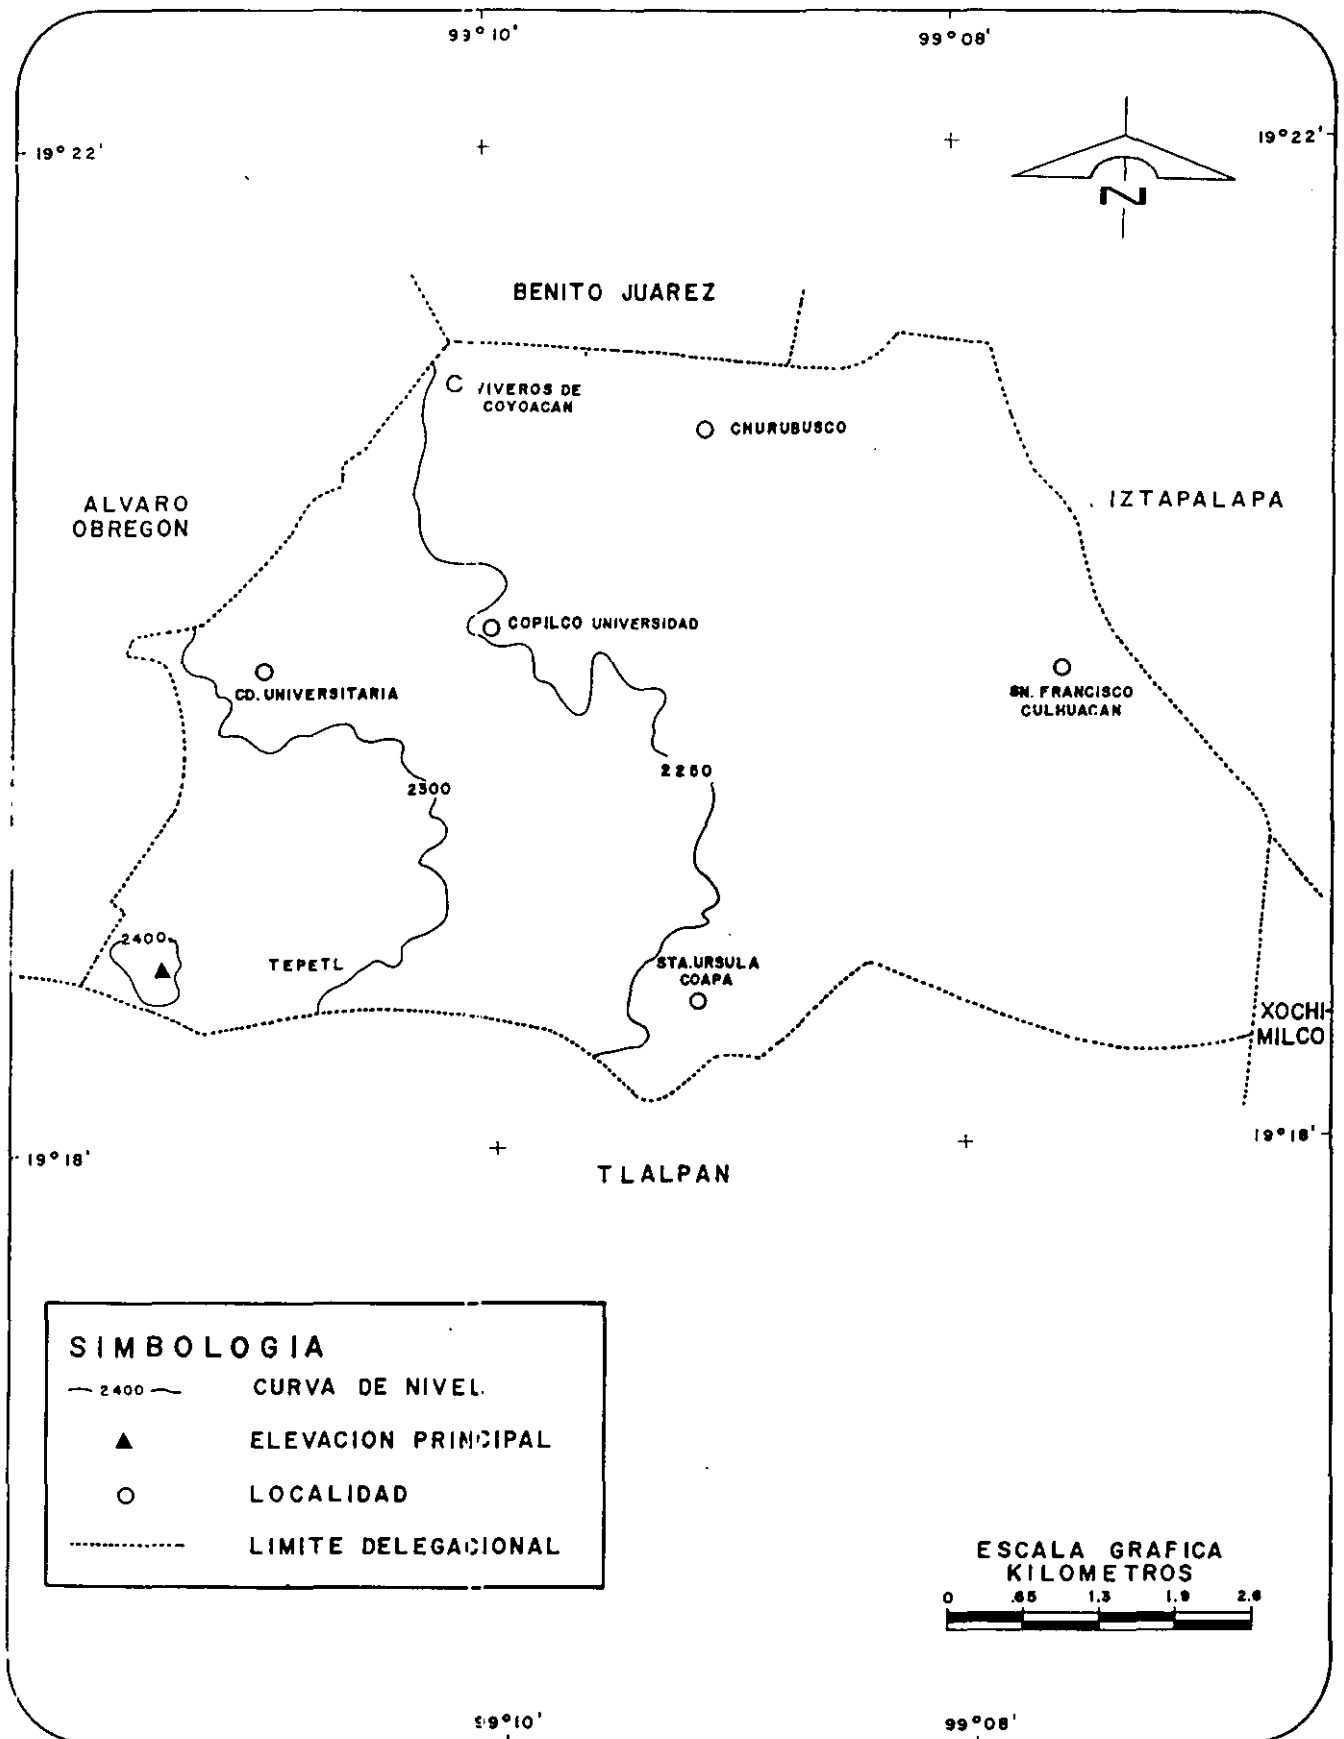 99°10'
99°08'
19°22'
19°22'
N
BENITO JUAREZ
VIVEROS DE
COYOACAN
CHURUBUSCO
ALVARO
OBREGON
IZTAPALAPA
COPILCO UNIVERSIDAD
CD. UNIVERSITARIA
SN. FRANCISCO
CULHUACAN
2250
2300
2400
TEPETL
STA. URSULA
COAPA
XOCHI
MILCO
19°18'
19°18'
TLALPAN
SIMBOLOGIA
2400
CURVA DE NIVEL
ELEVACION PRINCIPAL
LOCALIDAD
LIMITE DELEGACIONAL
ESCALA GRAFICA
KILOMETROS
0 .65 1.3 1.9 2.6
99°10'
99°08'